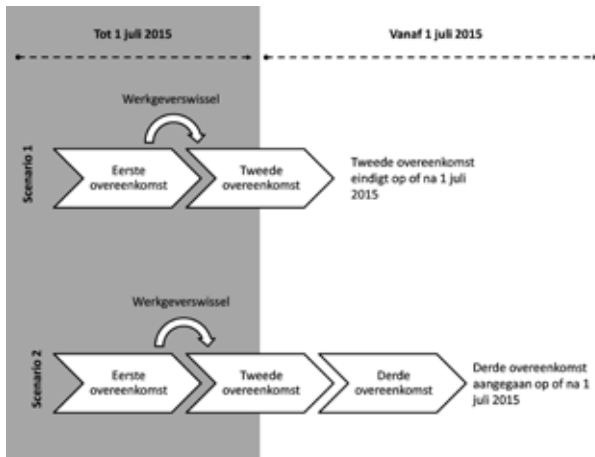 Tot 1 juli 2015
Vanaf 1 juli 2015
Scenario 1
Werkgeverswissel
Eerste
overeenkomst
Tweede
overeenkomst
Tweede overeenkomst
eindigt op of na 1 juli
2015
Scenario 2
Werkgeverswissel
Eerste
overeenkomst
Tweede
overeenkomst
Derde
overeenkomst
Derde overeenkomst
aangegaan op of na 1
juli 2015